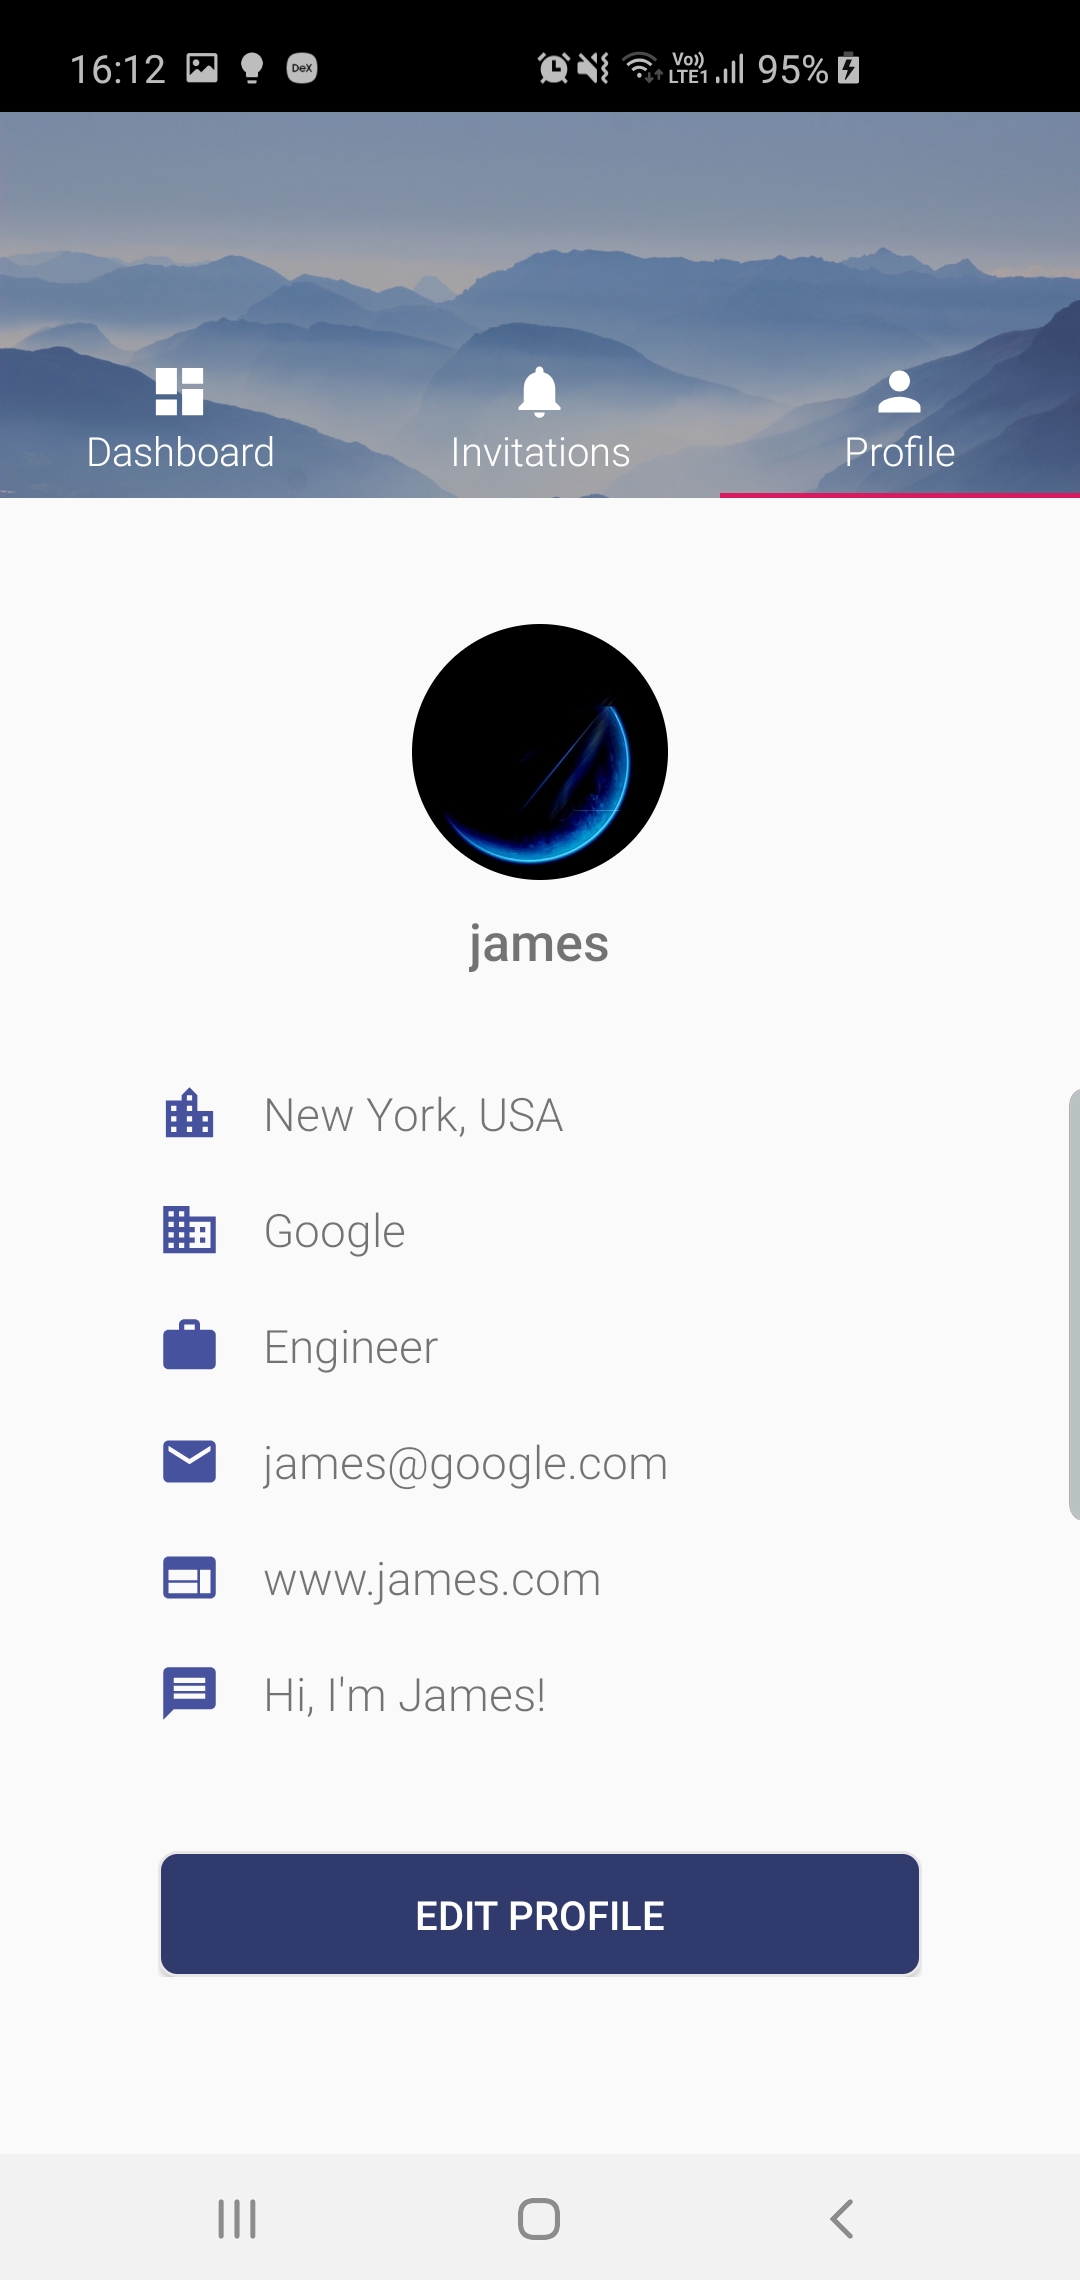 16:12 DeX Vo)) LTE1 95%
Dashboard Invitations Profile
james
New York, USA
Google
Engineer
james@google.com
www.james.com
Hi, I'm James!
EDIT PROFILE